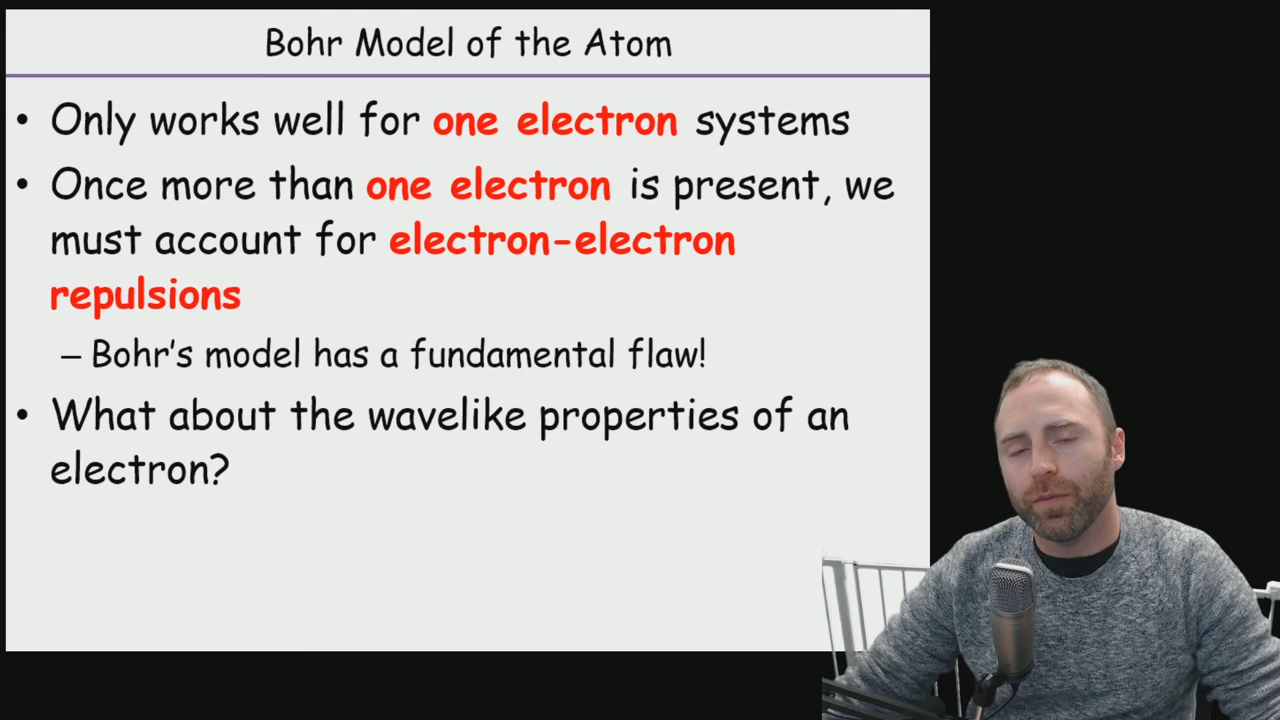 Bohr Model of the Atom
• Only works well for one electron systems
• Once more than one electron is present, we
must account for electron-electron
repulsions
– Bohr's model has a fundamental flaw!
• What about the wavelike properties of an
electron?